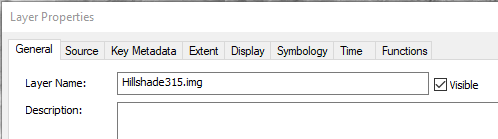 Layer Properties
General Source Key Metadata Extent Display Symbology Time Functions
Layer Name: Hillshade315.img Visible
Description: